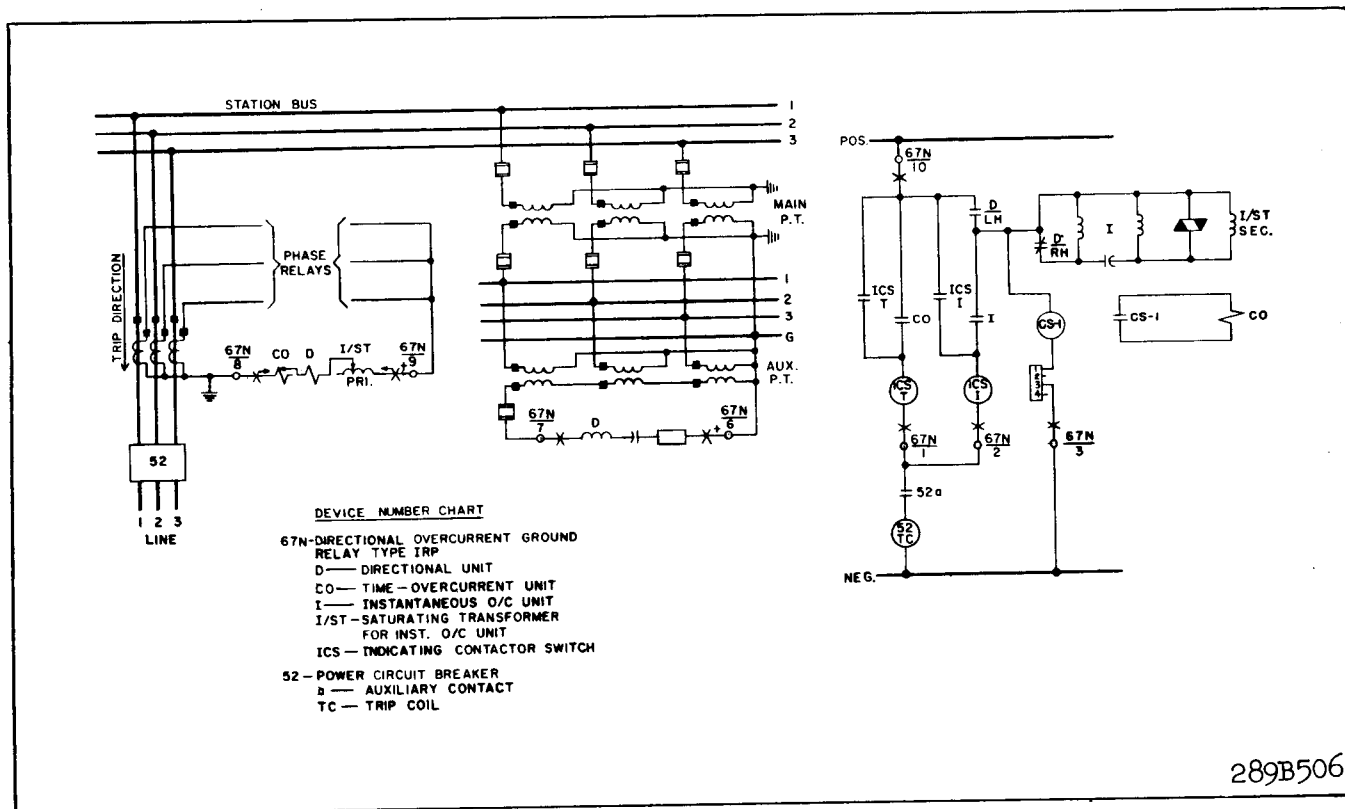 STATION BUS
1
2
3
MAIN
P.T.
PHASE
RELAYS
TRIP DIRECTION
67N
8
CO
D
I/ST
PRI.
67N
+9
1
2
3
G
AUX.
P.T.
67N
7
D
67N
+6
52
1 2 3
LINE
POS.
67N
10
D
LH
D
RH
I
I/ST
SEC.
ICS
T
CO
ICS
I
I
CS-1
CS-1
CO
ICS
T
ICS
I
1
2
3
4
67N
1
67N
2
67N
3
52a
52
TC
NEG.
DEVICE NUMBER CHART
67N-DIRECTIONAL OVERCURRENT GROUND
RELAY TYPE IRP
D — DIRECTIONAL UNIT
CO — TIME-OVERCURRENT UNIT
I — INSTANTANEOUS O/C UNIT
I/ST-SATURATING TRANSFORMER
FOR INST. O/C UNIT
ICS — INDICATING CONTACTOR SWITCH
52-POWER CIRCUIT BREAKER
a — AUXILIARY CONTACT
TC — TRIP COIL
289B506